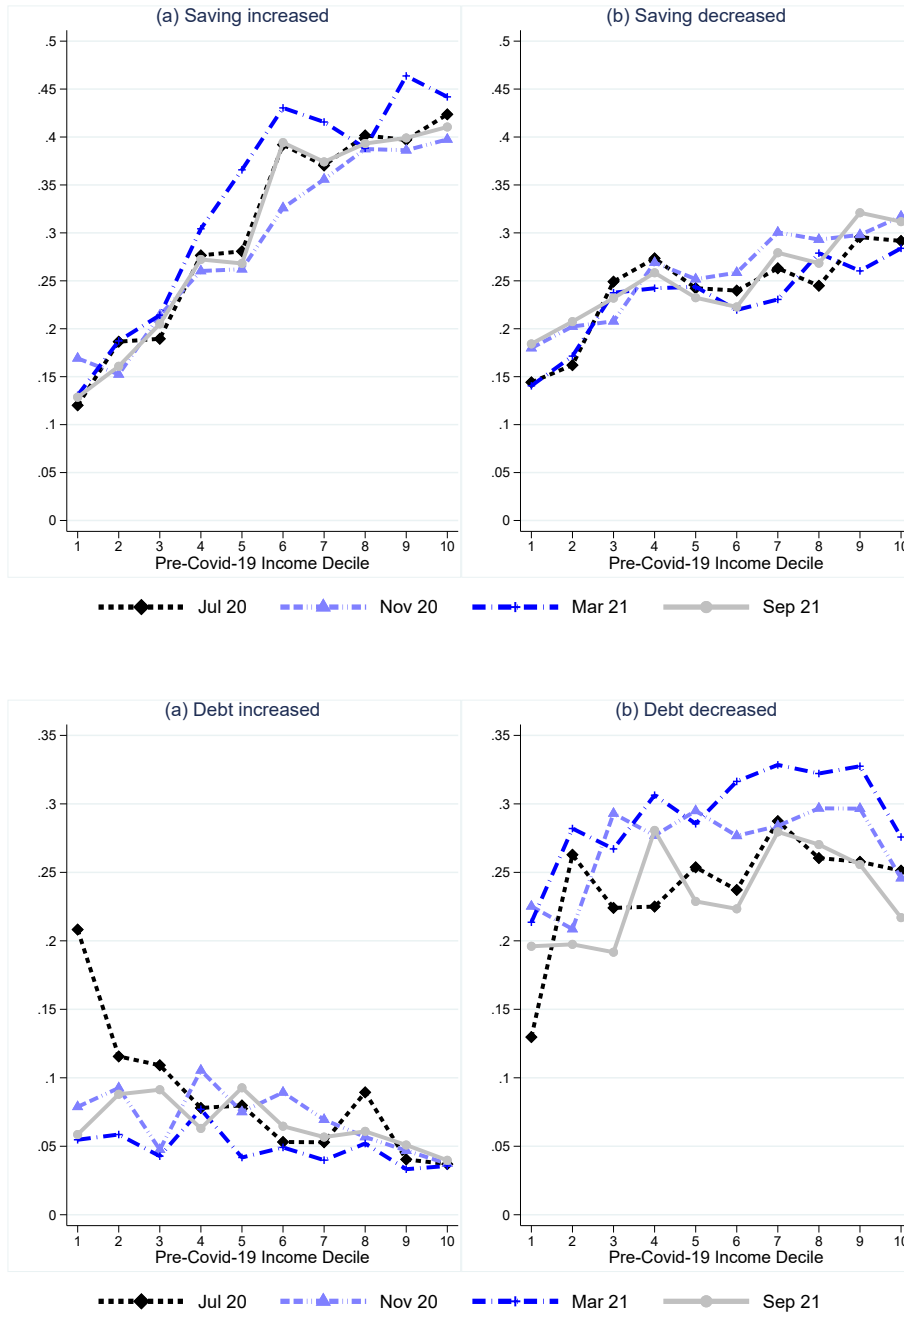 (a) Saving increased
(b) Saving decreased
.5
.45
.4
.35
.3
.25
.2
.15
.1
.05
0
1 2 3 4 5 6 7 8 9 10
Pre-Covid-19 Income Decile
.5
.45
.4
.35
.3
.25
.2
.15
.1
.05
0
1 2 3 4 5 6 7 8 9 10
Pre-Covid-19 Income Decile
Jul 20 Nov 20 Mar 21 Sep 21
(a) Debt increased
(b) Debt decreased
.35
.3
.25
.2
.15
.1
.05
0
1 2 3 4 5 6 7 8 9 10
Pre-Covid-19 Income Decile
.35
.3
.25
.2
.15
.1
.05
0
1 2 3 4 5 6 7 8 9 10
Pre-Covid-19 Income Decile
Jul 20 Nov 20 Mar 21 Sep 21